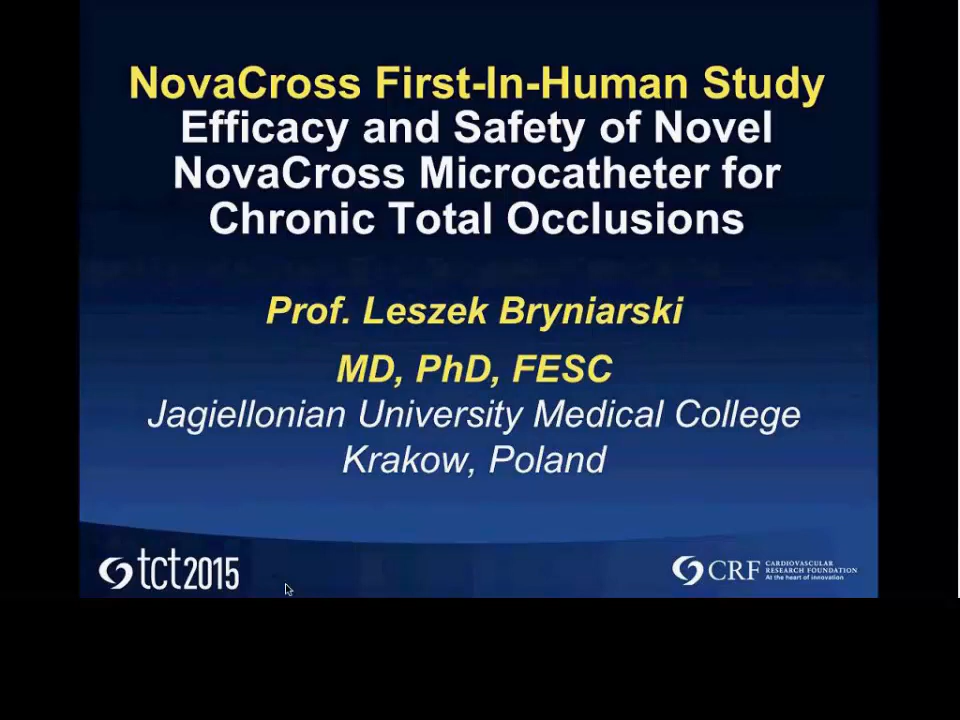 NovaCross First-In-Human Study
Efficacy and Safety of Novel
NovaCross Microcatheter for
Chronic Total Occlusions
Prof. Leszek Bryniarski
MD, PhD, FESC
Jagiellonian University Medical College
Krakow, Poland
tct2015
CRF
CARDIOVASCULAR
RESEARCH FOUNDATION
At the heart of innovation